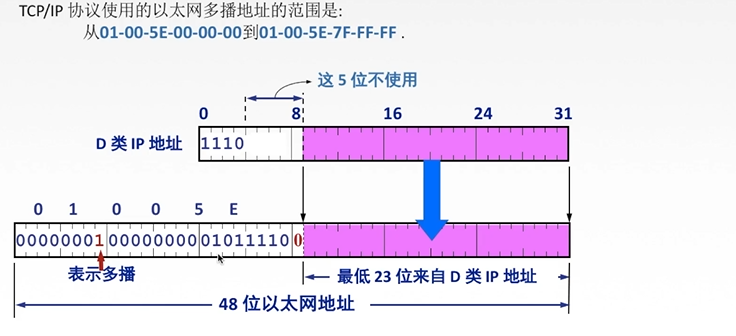 TCP/IP 协议使用的以太网多播地址的范围是:
从01-00-5E-00-00-00到01-00-5E-7F-FF-FF .
这 5 位不使用
0 8 16 24 31
D 类 IP 地址 1110
0 1 0 0 5 E
0000000100000000010111100
表示多播
最低 23 位来自 D 类 IP 地址
48 位以太网地址